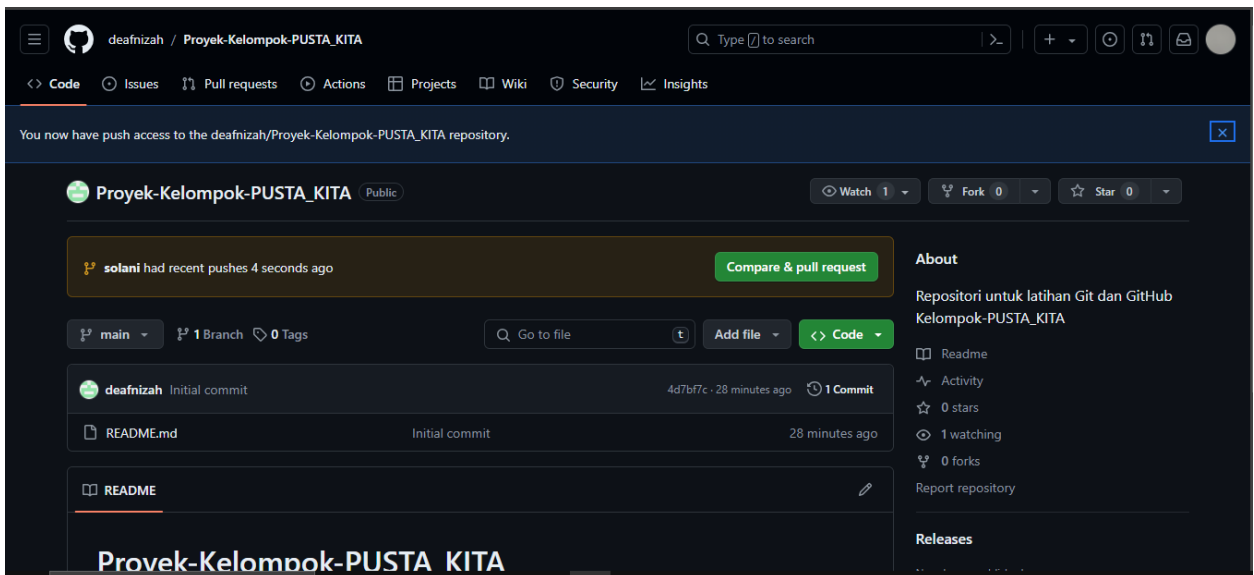 deafnizah / Proyek-Kelompok-PUSTA_KITA
Type / to search
Code Issues Pull requests Actions Projects Wiki Security Insights
You now have push access to the deafnizah/Proyek-Kelompok-PUSTA_KITA repository.
Proyek-Kelompok-PUSTA_KITA Public
Watch 1 Fork 0 Star 0
solani had recent pushes 4 seconds ago
Compare & pull request
main 1 Branch 0 Tags
Go to file t
Add file
Code
deafnizah Initial commit
4d7bf7c · 28 minutes ago 1 Commit
README.md Initial commit 28 minutes ago
README
Proyek-Kelompok-PUSTA_KITA
About
Repositori untuk latihan Git dan GitHub
Kelompok-PUSTA_KITA
Readme
Activity
0 stars
1 watching
0 forks
Report repository
Releases